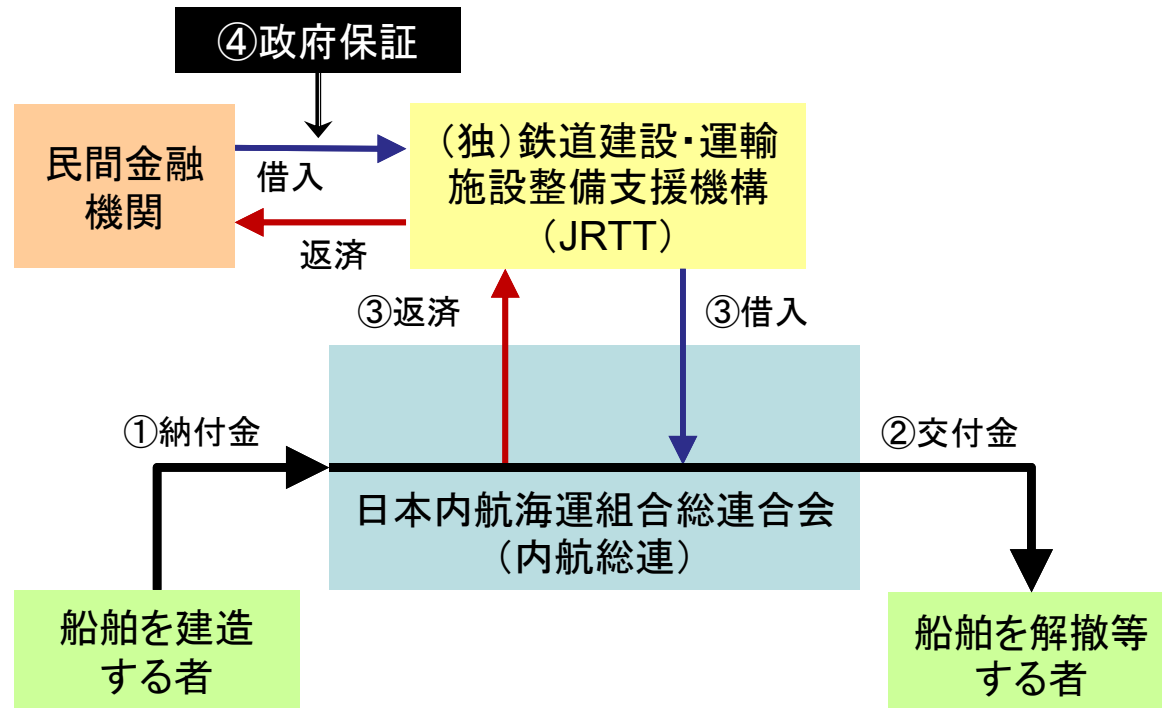 ④政府保証
民間金融
機関
借入
返済
（独）鉄道建設・運輸
施設整備支援機構
（JRTT）
③返済
③借入
①納付金
②交付金
日本内航海運組合総連合会
（内航総連）
船舶を建造
する者
船舶を解撤等
する者